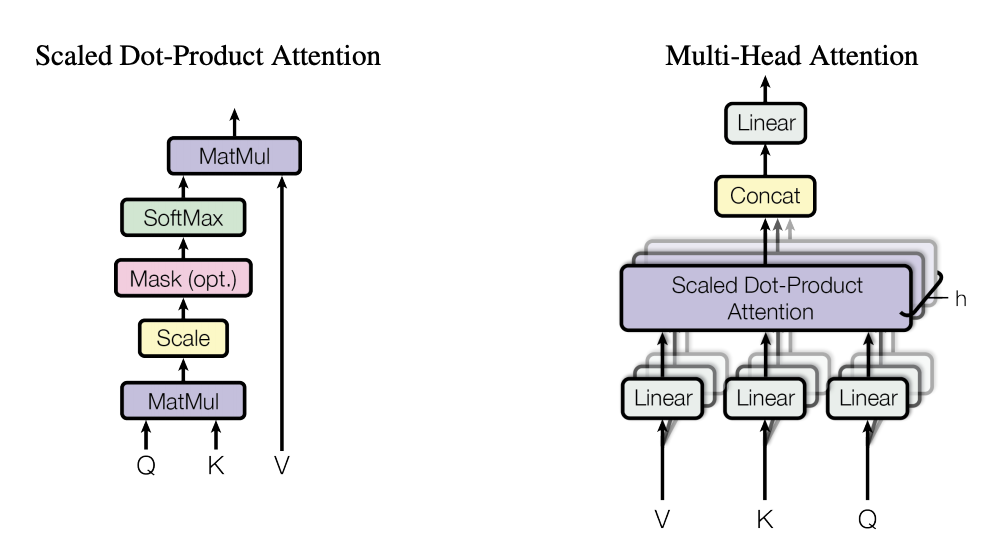 Scaled Dot-Product Attention
MatMul
SoftMax
Mask (opt.)
Scale
MatMul
Q K V
Multi-Head Attention
Linear
Concat
Scaled Dot-Product
Attention
h
Linear Linear Linear
V K Q